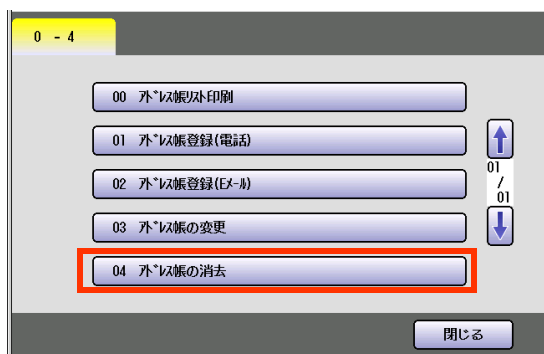 0 - 4
00 ｱﾄﾞﾚｽ帳ﾘｽﾄ印刷
01 ｱﾄﾞﾚｽ帳登録(電話)
02 ｱﾄﾞﾚｽ帳登録(Eﾒｰﾙ)
03 ｱﾄﾞﾚｽ帳の変更
04 ｱﾄﾞﾚｽ帳の消去
01
/
01
閉じる